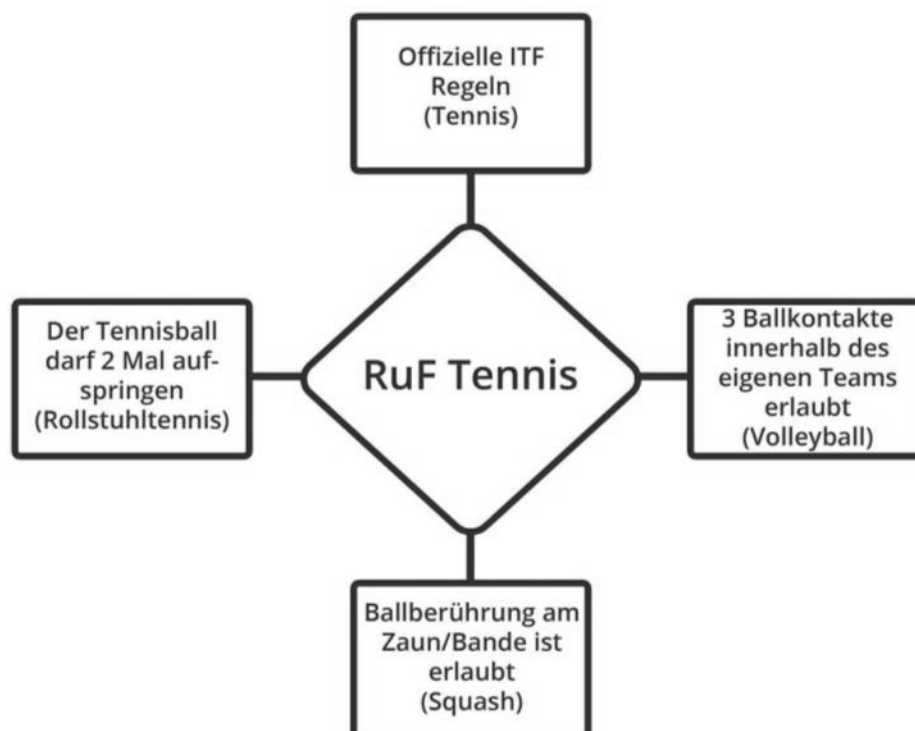 Offizielle ITF
Regeln
(Tennis)
Der Tennisball
darf 2 Mal auf-
springen
(Rollstuhltennis)
RuF Tennis
3 Ballkontakte
innerhalb des
eigenen Teams
erlaubt
(Volleyball)
Ballberührung am
Zaun/Bande ist
erlaubt
(Squash)